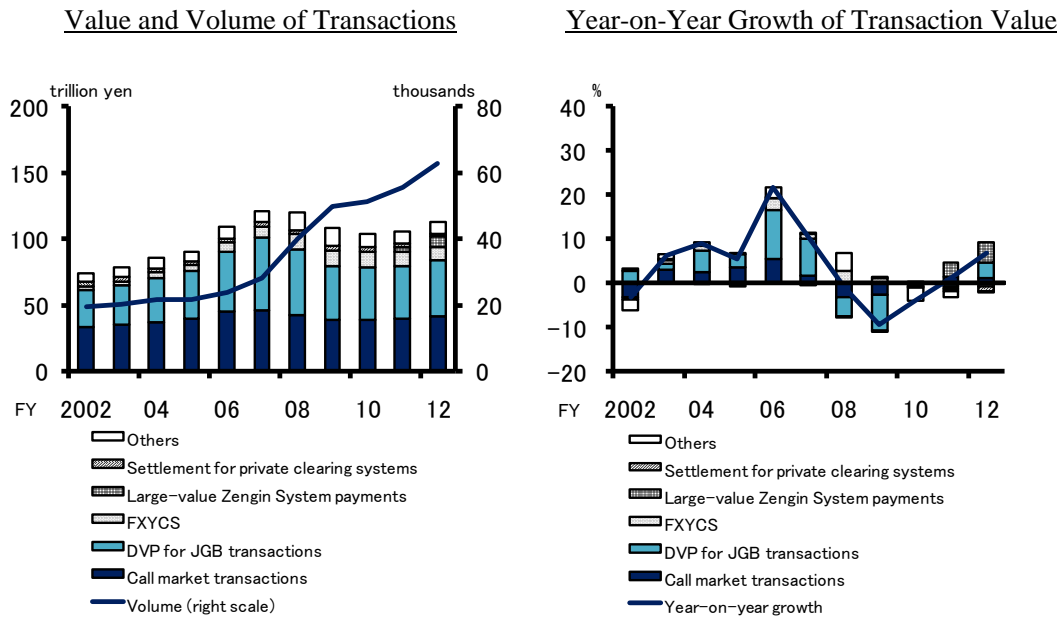 Value and Volume of Transactions
trillion yen thousands
200 80
150 60
100 40
50 20
0 0
FY 2002 04 06 08 10 12
Others
Settlement for private clearing systems
Large-value Zengin System payments
FXYCS
DVP for JGB transactions
Call market transactions
Volume (right scale)
Year-on-Year Growth of Transaction Value
%
40
30
20
10
0
-10
-20
FY 2002 04 06 08 10 12
Others
Settlement for private clearing systems
Large-value Zengin System payments
FXYCS
DVP for JGB transactions
Call market transactions
Year-on-year growth